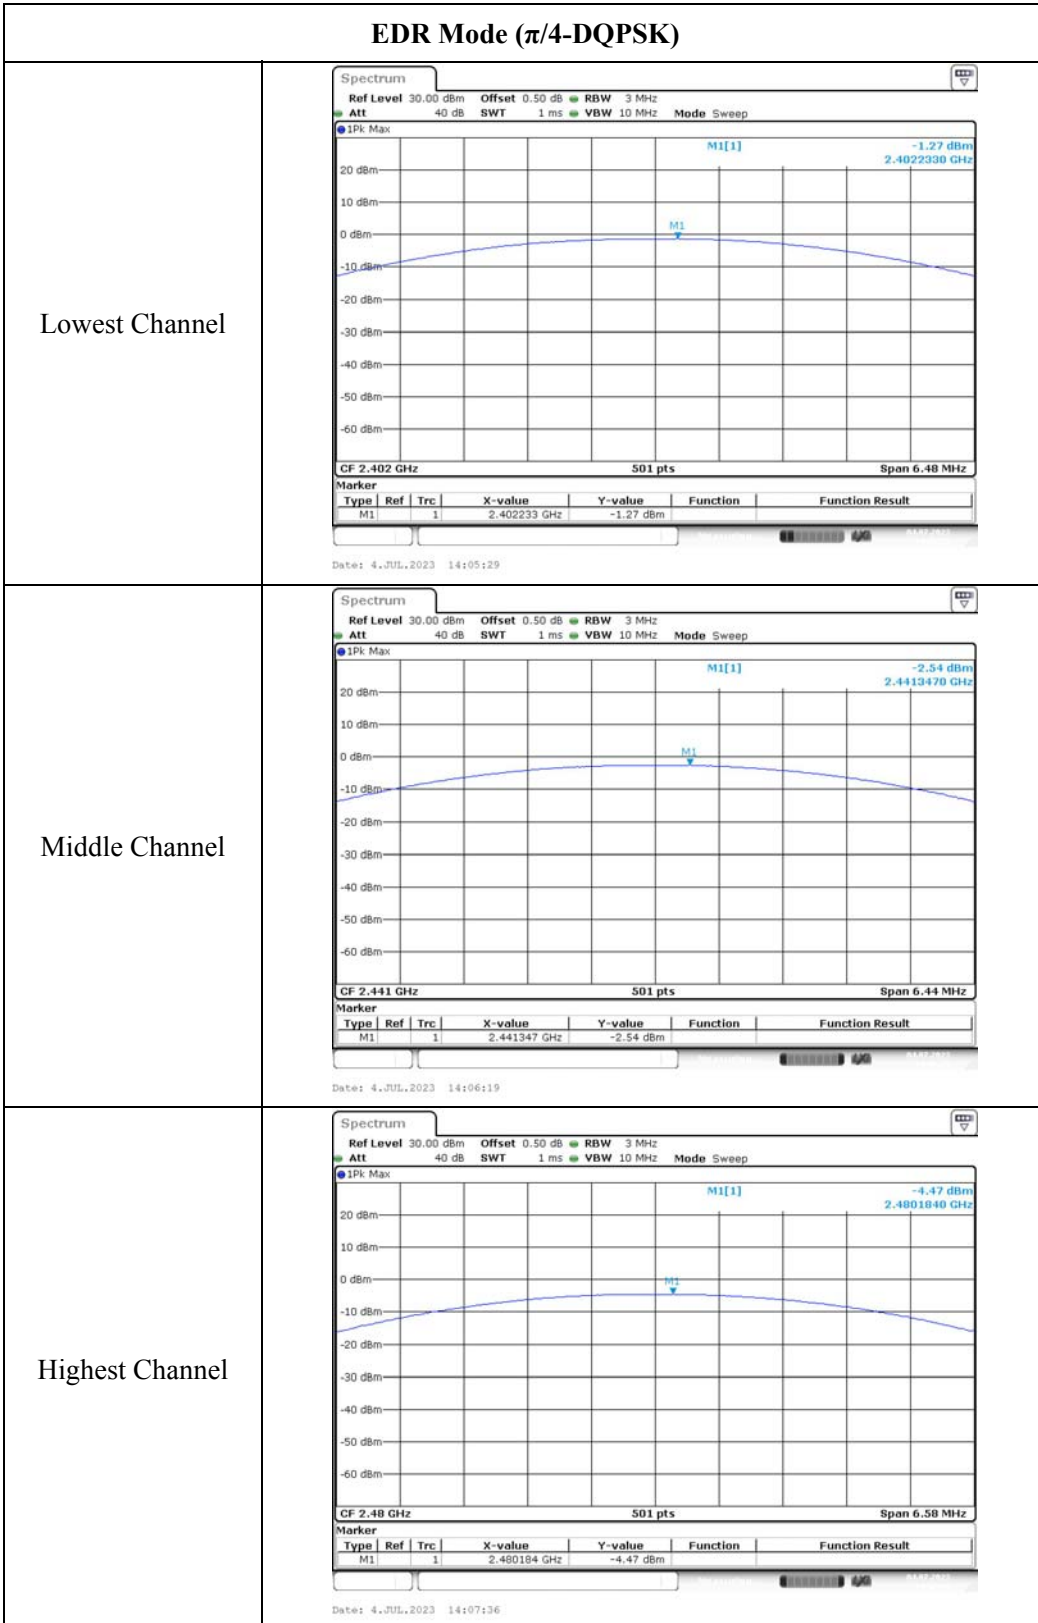 EDR Mode (π/4-DQPSK)
Lowest Channel
Spectrum
Ref Level 30.00 dBm Offset 0.50 dB RBW 3 MHz
Att 40 dB SWT 1 ms VBW 10 MHz Mode Sweep
1Pk Max
M1[1] -1.27 dBm
2.4022330 GHz
20 dBm
10 dBm
M1
0 dBm
-10 dBm
-20 dBm
-30 dBm
-40 dBm
-50 dBm
-60 dBm
CF 2.402 GHz 501 pts Span 6.48 MHz
Marker
Type Ref Trc X-value Y-value Function Function Result
M1 1 2.402233 GHz -1.27 dBm
Date: 4.JUL.2023 14:05:29
Middle Channel
Spectrum
Ref Level 30.00 dBm Offset 0.50 dB RBW 3 MHz
Att 40 dB SWT 1 ms VBW 10 MHz Mode Sweep
1Pk Max
M1[1] -2.54 dBm
2.4413470 GHz
20 dBm
10 dBm
M1
0 dBm
-10 dBm
-20 dBm
-30 dBm
-40 dBm
-50 dBm
-60 dBm
CF 2.441 GHz 501 pts Span 6.44 MHz
Marker
Type Ref Trc X-value Y-value Function Function Result
M1 1 2.441347 GHz -2.54 dBm
Date: 4.JUL.2023 14:06:19
Highest Channel
Spectrum
Ref Level 30.00 dBm Offset 0.50 dB RBW 3 MHz
Att 40 dB SWT 1 ms VBW 10 MHz Mode Sweep
1Pk Max
M1[1] -4.47 dBm
2.4801840 GHz
20 dBm
10 dBm
0 dBm
M1
-10 dBm
-20 dBm
-30 dBm
-40 dBm
-50 dBm
-60 dBm
CF 2.48 GHz 501 pts Span 6.58 MHz
Marker
Type Ref Trc X-value Y-value Function Function Result
M1 1 2.480184 GHz -4.47 dBm
Date: 4.JUL.2023 14:07:36